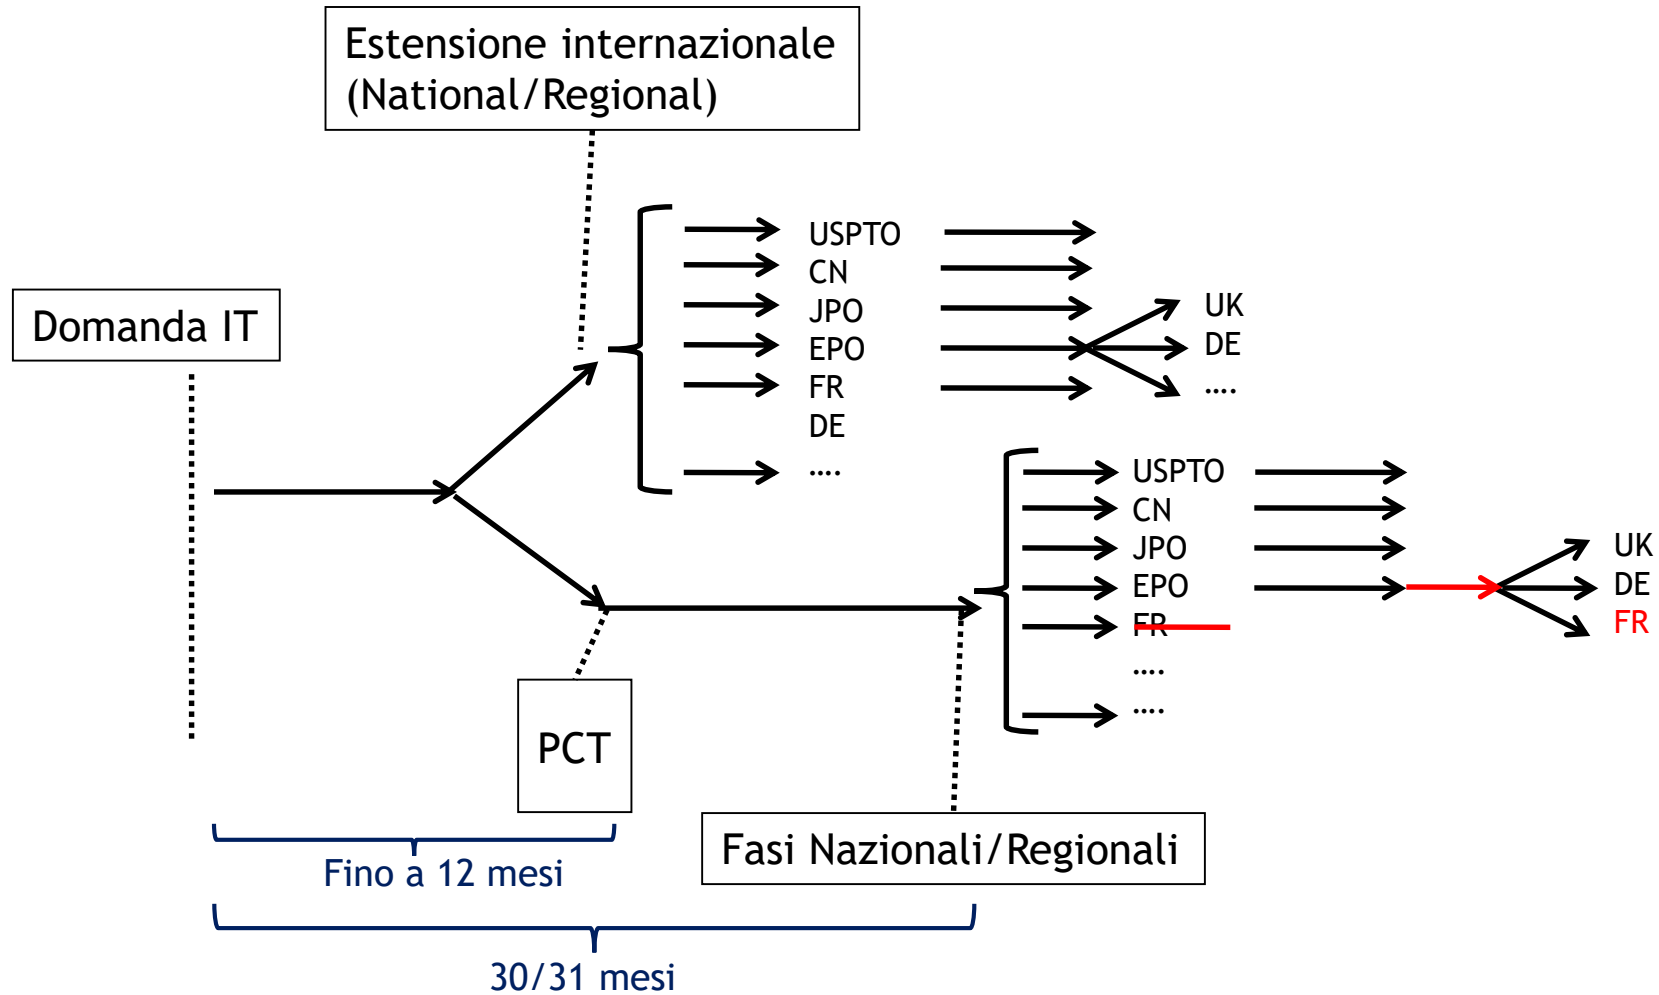 Estensione internazionale
(National/Regional)
Domanda IT
USPTO
CN
JPO
EPO
FR
DE
....
UK
DE
....
USPTO
CN
JPO
EPO
FR
....
....
UK
DE
FR
PCT
Fasi Nazionali/Regionali
Fino a 12 mesi
30/31 mesi